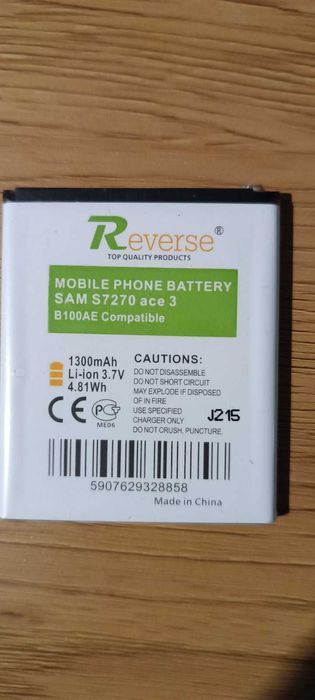 Reverse®
TOP QUALITY PRODUCTS
MOBILE PHONE BATTERY
SAM S7270 ace 3
B100AE Compatible
1300mAh
Li-ion 3.7V
4.81Wh
CE
ME06
CAUTIONS:
DO NOT DISASSEMBLE
DO NOT SHORT CIRCUIT
MAY EXPLODE IF DISPOSED
OF IN FIRE
USE SPECIFIED
CHARGER ONLY
DO NOT CRUSH, PUNCTURE.
J215
5907629328858
Made in China